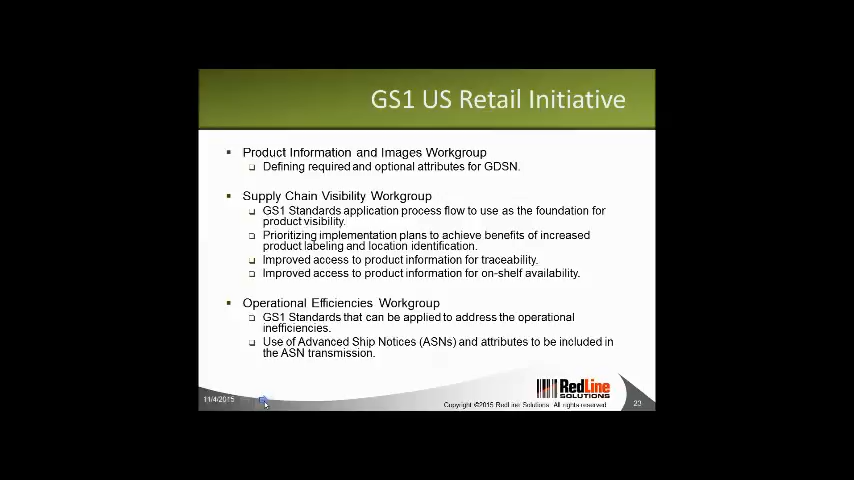 GS1 US Retail Initiative
Product Information and Images Workgroup
Defining required and optional attributes for GDSN.
Supply Chain Visibility Workgroup
GS1 Standards application process flow to use as the foundation for
product visibility.
Prioritizing implementation plans to achieve benefits of increased
product labeling and location identification.
Improved access to product information for traceability.
Improved access to product information for on-shelf availability.
Operational Efficiencies Workgroup
GS1 Standards that can be applied to address the operational
inefficiencies.
Use of Advanced Ship Notices (ASNs) and attributes to be included in
the ASN transmission.
RedLine
SOLUTIONS
11/4/2015
Copyright ©2015 RedLine Solutions. All rights reserved.
23